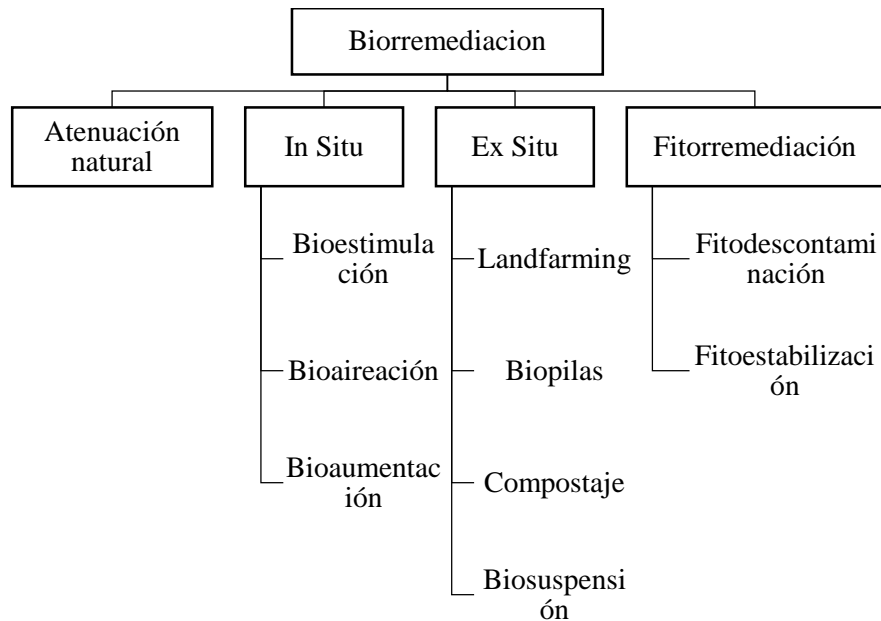 Biorremediacion
Atenuación
natural
In Situ
Bioestimula
ción
Bioaireación
Bioaumentac
ión
Ex Situ
Landfarming
Biopilas
Compostaje
Biosuspensi
ón
Fitorremediación
Fitodescontami
nación
Fitoestabilizaci
ón